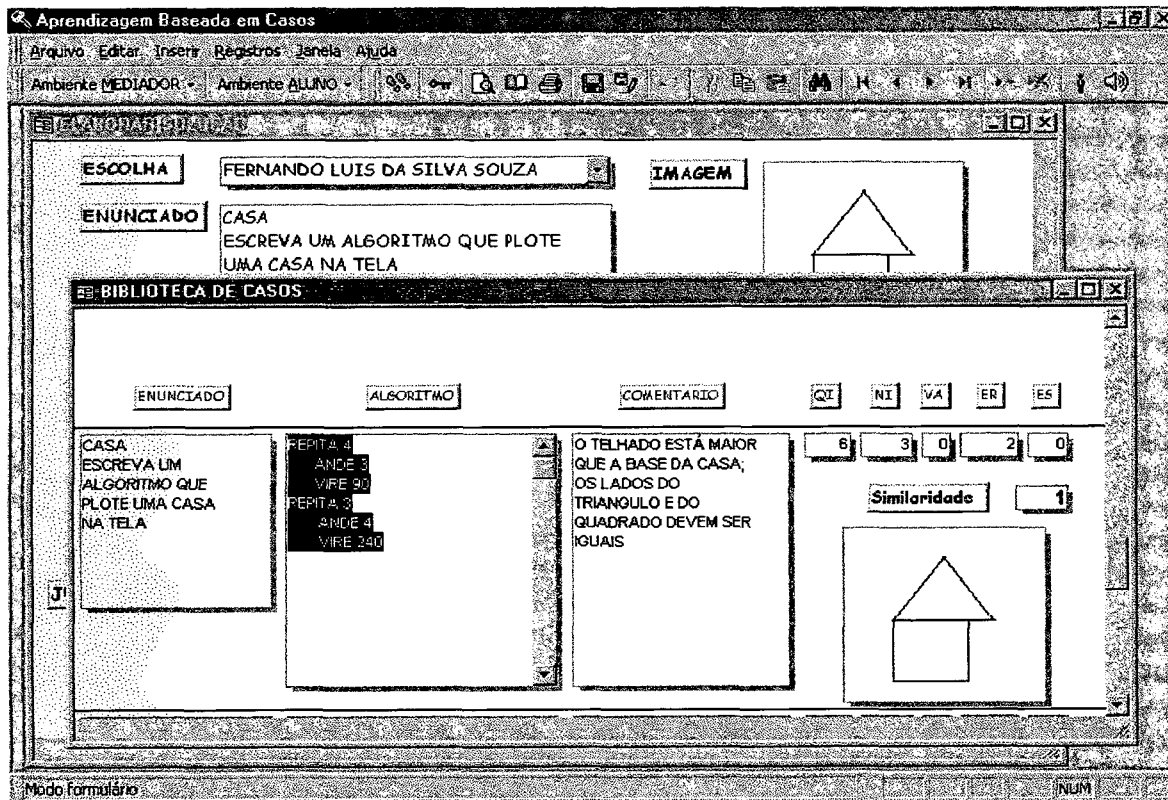 Aprendizagem Baseada em Casos
Arquivo Editar Inserir Registros Janela Ajuda
Ambiente MEDIADOR Ambiente ALUNO
ESCOLHA FERNANDO LUIS DA SILVA SOUZA IMAGEM
ENUNCIADO CASA
ESCREVA UM ALGORITMO QUE PLOTE
UMA CASA NA TELA
BIBLIOTECA DE CASOS
ENUNCIADO ALGORITMO COMENTARIO QI NI VA ER ES
CASA
ESCREVA UM
ALGORITMO QUE
PLOTE UMA CASA
NA TELA
REPITA 4
ANDE 3
VIRE 90
REPITA 3
ANDE 4
VIRE 240
O TELHADO ESTÁ MAIOR
QUE A BASE DA CASA;
OS LADOS DO
TRIANGULO E DO
QUADRADO DEVEM SER
IGUAIS
6 3 0 2 0
Similaridade 1
Modo formulário NUM